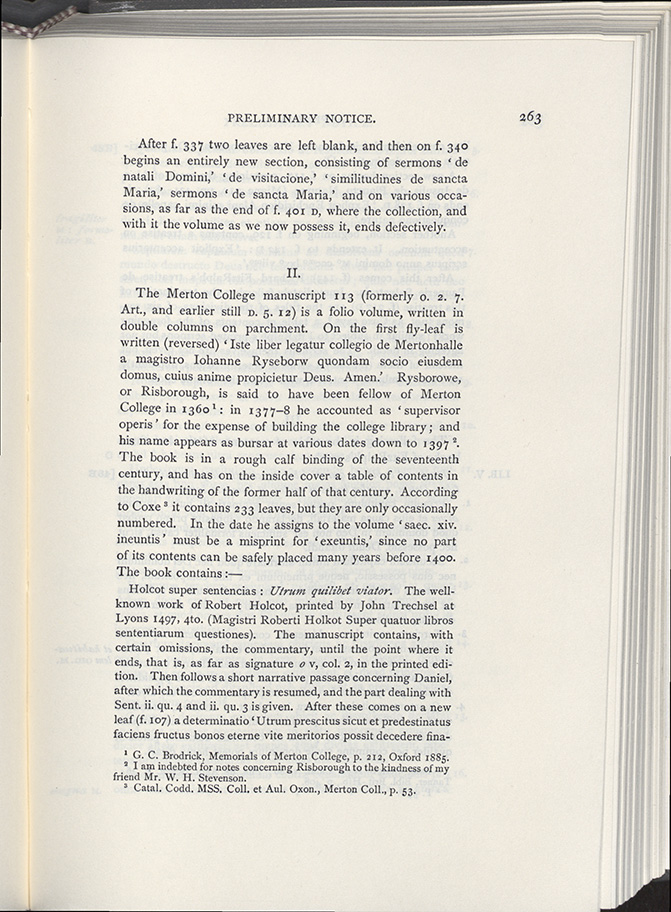 PRELIMINARY NOTICE. 263
After f. 337 two leaves are left blank, and then on f. 340
begins an entirely new section, consisting of sermons ‘ de
natali Domini,’ ‘ de visitacione,’ ‘ similitudines de sancta
Maria,’ sermons ‘ de sancta Maria,’ and on various occa-
sions, as far as the end of f. 401 D, where the collection, and
with it the volume as we now possess it, ends defectively.
II.
The Merton College manuscript 113 (formerly O. 2. 7.
Art., and earlier still D. 5. 12) is a folio volume, written in
double columns on parchment. On the first fly-leaf is
written (reversed) ‘ Iste liber legatur collegio de Mertonhalle
a magistro Iohanne Ryseborw quondam socio eiusdem
domus, cuius anime propicietur Deus. Amen.’ Rysborowe,
or Risborough, is said to have been fellow of Merton
College in 1360 ¹ : in 1377–8 he accounted as ‘ supervisor
operis ’ for the expense of building the college library ; and
his name appears as bursar at various dates down to 1397 ².
The book is in a rough calf binding of the seventeenth
century, and has on the inside cover a table of contents in
the handwriting of the former half of that century. According
to Coxe ³ it contains 233 leaves, but they are only occasionally
numbered. In the date he assigns to the volume ‘ saec. xiv.
ineuntis ’ must be a misprint for ‘ exeuntis,’ since no part
of its contents can be safely placed many years before 1400.
The book contains :—
Holcot super sentencias : Utrum quilibet viator. The well-
known work of Robert Holcot, printed by John Trechsel at
Lyons 1497, 4to. (Magistri Roberti Holkot Super quatuor libros
sententiarum questiones). The manuscript contains, with
certain omissions, the commentary, until the point where it
ends, that is, as far as signature o v, col. 2, in the printed edi-
tion. Then follows a short narrative passage concerning Daniel,
after which the commentary is resumed, and the part dealing with
Sent. ii. qu. 4 and ii. qu. 3 is given. After these comes on a new
leaf (f. 107) a determinatio ‘ Utrum prescitus sicut et predestinatus
faciens fructus bonos eterne vite meritorios possit decedere fina-
¹ G. C. Brodrick, Memorials of Merton College, p. 212, Oxford 1885.
² I am indebted for notes concerning Risborough to the kindness of my
friend Mr. W. H. Stevenson.
³ Catal. Codd. MSS. Coll. et Aul. Oxon., Merton Coll., p. 53.